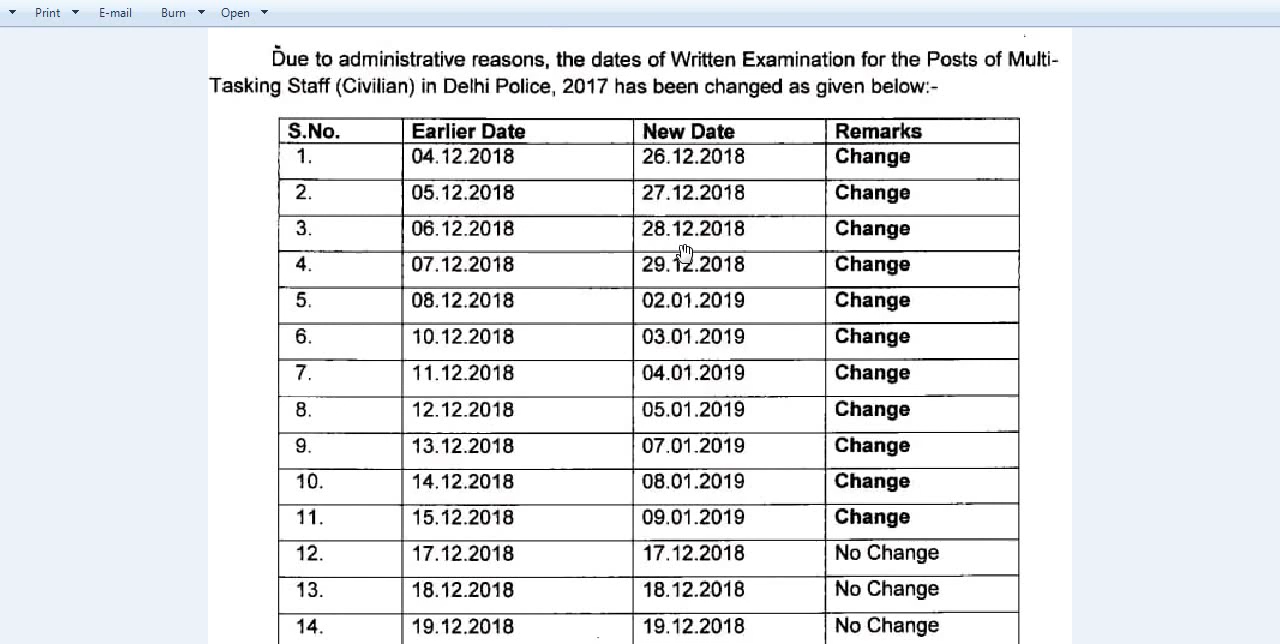 Print E-mail Burn Open
Due to administrative reasons, the dates of Written Examination for the Posts of Multi-
Tasking Staff (Civilian) in Delhi Police, 2017 has been changed as given below:-
S.No. Earlier Date New Date Remarks
1. 04.12.2018 26.12.2018 Change
2. 05.12.2018 27.12.2018 Change
3. 06.12.2018 28.12.2018 Change
4. 07.12.2018 29.12.2018 Change
5. 08.12.2018 02.01.2019 Change
6. 10.12.2018 03.01.2019 Change
7. 11.12.2018 04.01.2019 Change
8. 12.12.2018 05.01.2019 Change
9. 13.12.2018 07.01.2019 Change
10. 14.12.2018 08.01.2019 Change
11. 15.12.2018 09.01.2019 Change
12. 17.12.2018 17.12.2018 No Change
13. 18.12.2018 18.12.2018 No Change
14. 19.12.2018 19.12.2018 No Change